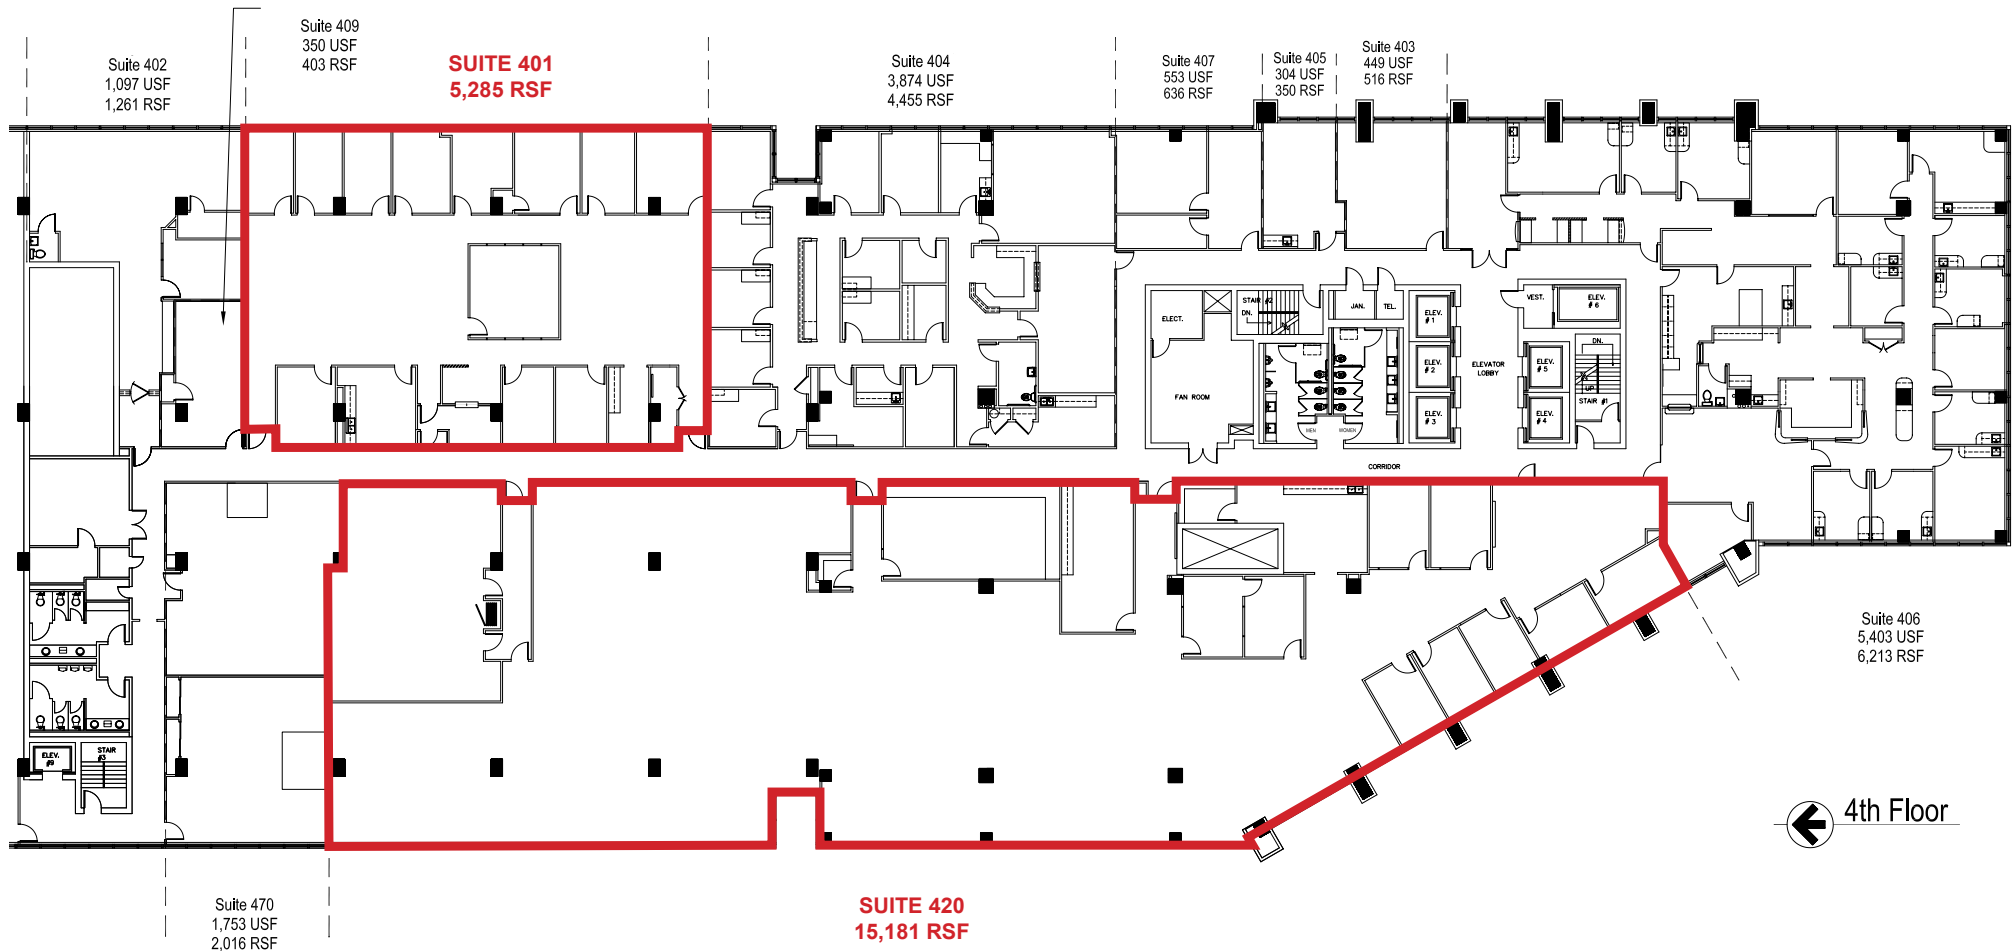 Suite 409
350 USF
403 RSF
Suite 402
1,097 USF
1,261 RSF
SUITE 401
5,285 RSF
Suite 404
3,874 USF
4,455 RSF
Suite 407
553 USF
636 RSF
Suite 405
304 USF
350 RSF
Suite 403
449 USF
516 RSF
STAIR #2
DN.
ELECT.
JAN.
TEL.
ELEV.
# 1
ELEV.
# 2
ELEV.
# 3
FAN ROOM
MEN
WOMEN
ELEVATOR
LOBBY
VEST.
ELEV.
# 6
ELEV.
# 5
ELEV.
# 4
DN.
UP
STAIR #1
CORRIDOR
ELEV.
#9
STAIR
#3
Suite 406
5,403 USF
6,213 RSF
4th Floor
Suite 470
1,753 USF
2,016 RSF
SUITE 420
15,181 RSF